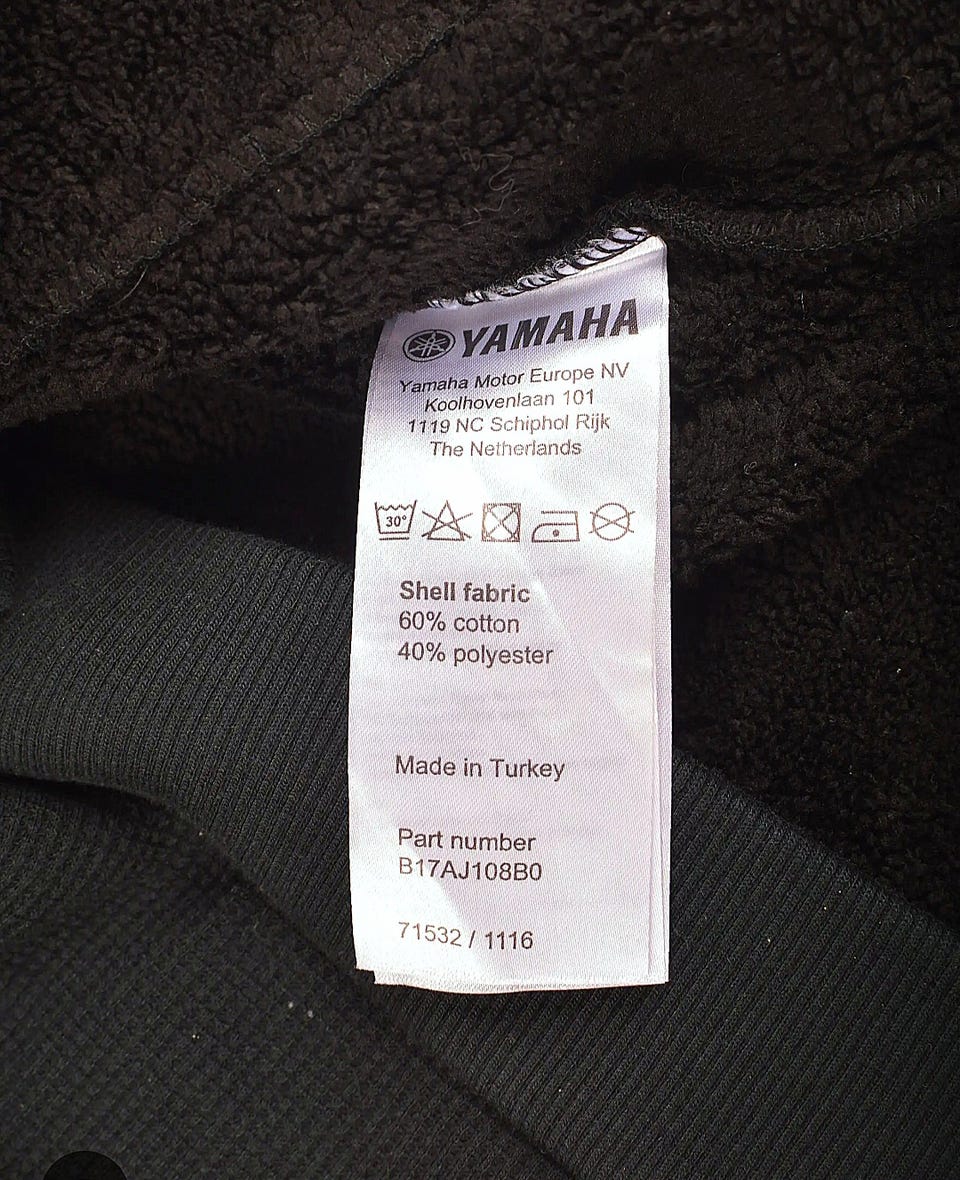 YAMAHA
Yamaha Motor Europe NV
Koolhovenlaan 101
1119 NC Schiphol Rijk
The Netherlands
30°
Shell fabric
60% cotton
40% polyester
Made in Turkey
Part number
B17AJ108B0
71532 / 1116